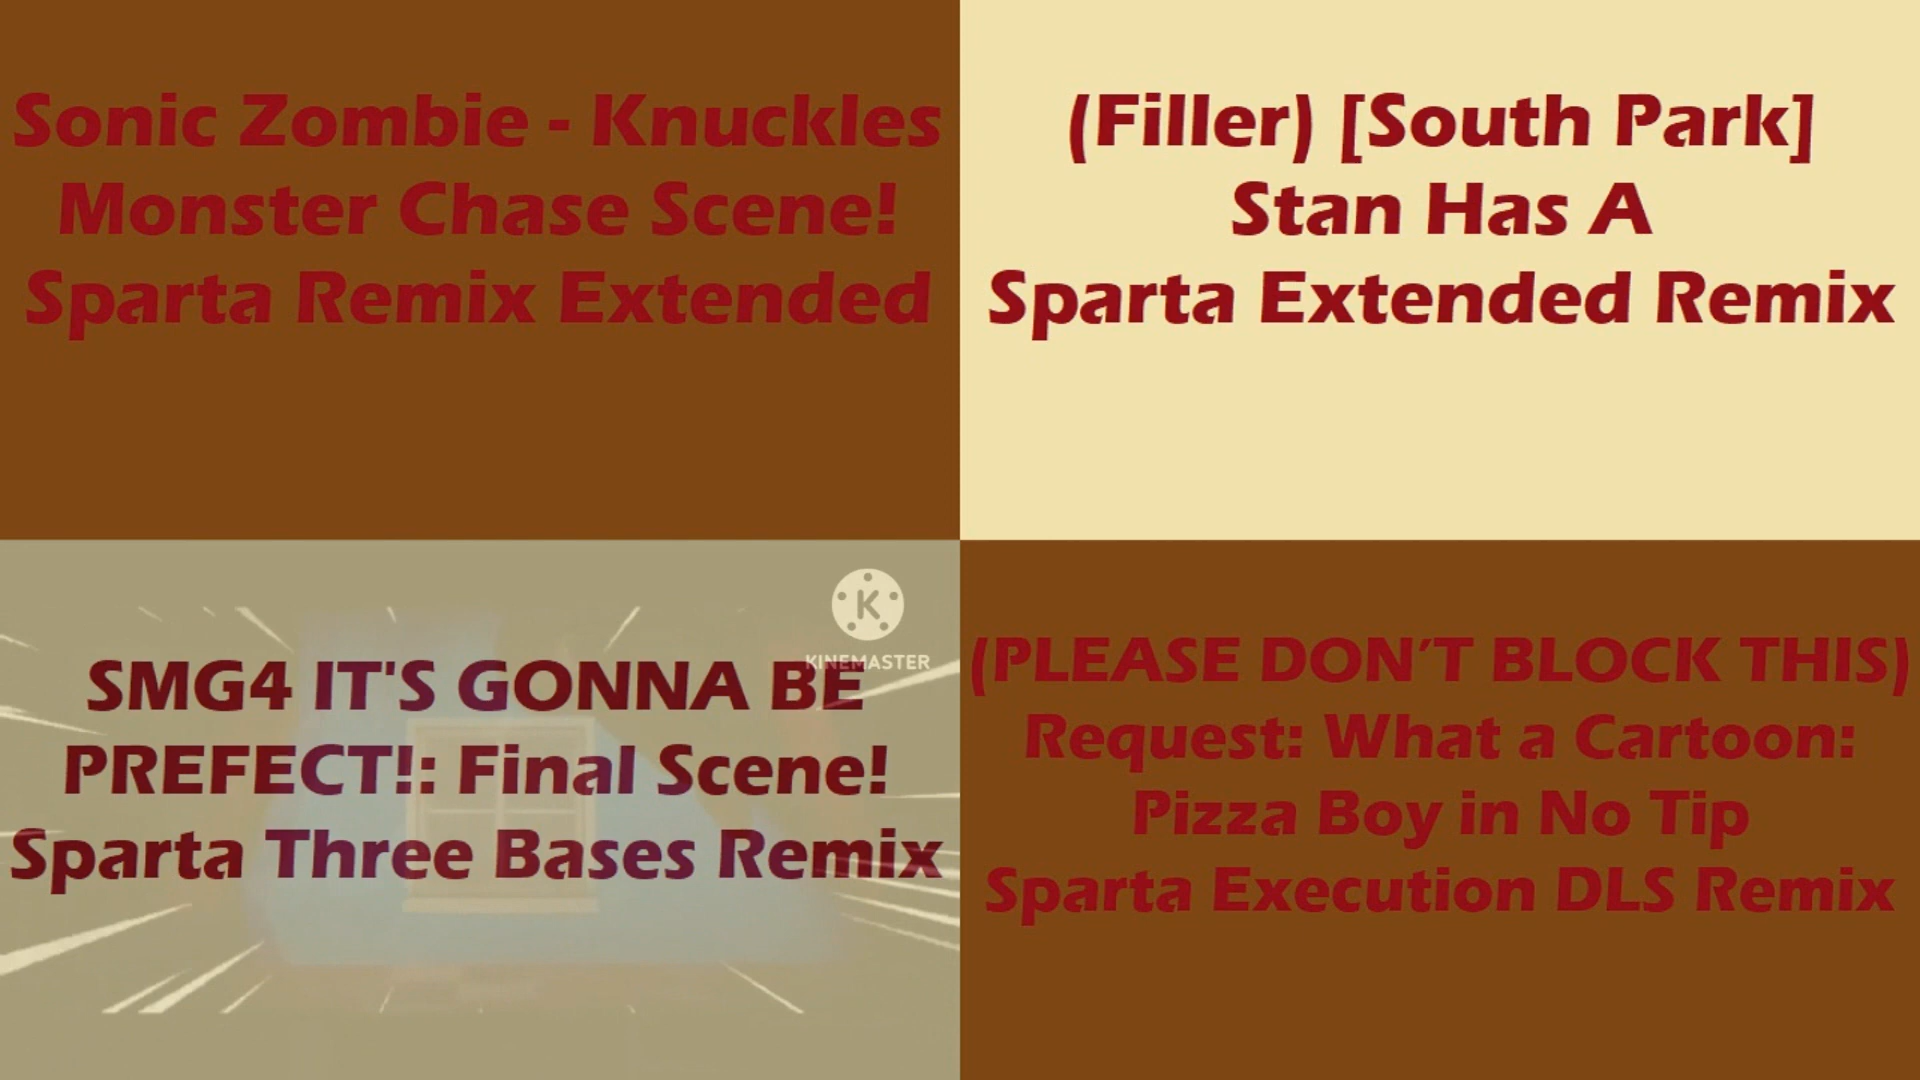 Sonic Zombie - Knuckles
Monster Chase Scene!
Sparta Remix Extended
(Filler) [South Park]
Stan Has A
Sparta Extended Remix
K
KINEMASTER
SMG4 IT'S GONNA BE
PREFECT!: Final Scene!
Sparta Three Bases Remix
(PLEASE DON'T BLOCK THIS)
Request: What a Cartoon:
Pizza Boy in No Tip
Sparta Execution DLS Remix